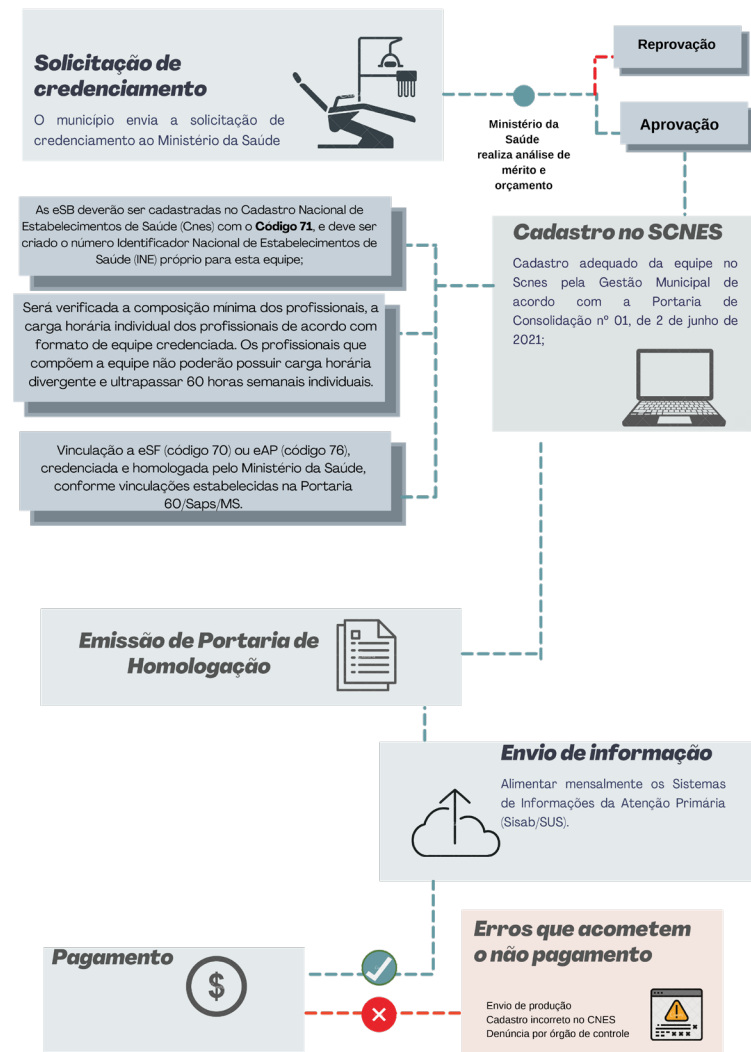 Solicitação de
credenciamento
O município envia a solicitação de
credenciamento ao Ministério da Saúde
Ministério da
Saúde
realiza análise de
mérito e
orçamento
Reprovação
Aprovação
Cadastro no SCNES
Cadastro adequado da equipe no
Scnes pela Gestão Municipal de
acordo com a Portaria de
Consolidação nº 01, de 2 de junho de
2021;
As eSB deverão ser cadastradas no Cadastro Nacional de
Estabelecimentos de Saúde (Cnes) com o Código 71, e deve ser
criado o número Identificador Nacional de Estabelecimentos de
Saúde (INE) próprio para esta equipe;
Será verificada a composição mínima dos profissionais, a
carga horária individual dos profissionais de acordo com
formato de equipe credenciada. Os profissionais que
compõem a equipe não poderão possuir carga horária
divergente e ultrapassar 60 horas semanais individuais.
Vinculação a eSF (código 70) ou eAP (código 76),
credenciada e homologada pelo Ministério da Saúde,
conforme vinculações estabelecidas na Portaria
60/Saps/MS.
Emissão de Portaria de
Homologação
Envio de informação
Alimentar mensalmente os Sistemas
de Informações da Atenção Primária
(Sisab/SUS).
Pagamento
$
Erros que acometem
o não pagamento
Envio de produção
Cadastro incorreto no CNES
Denúncia por órgão de controle